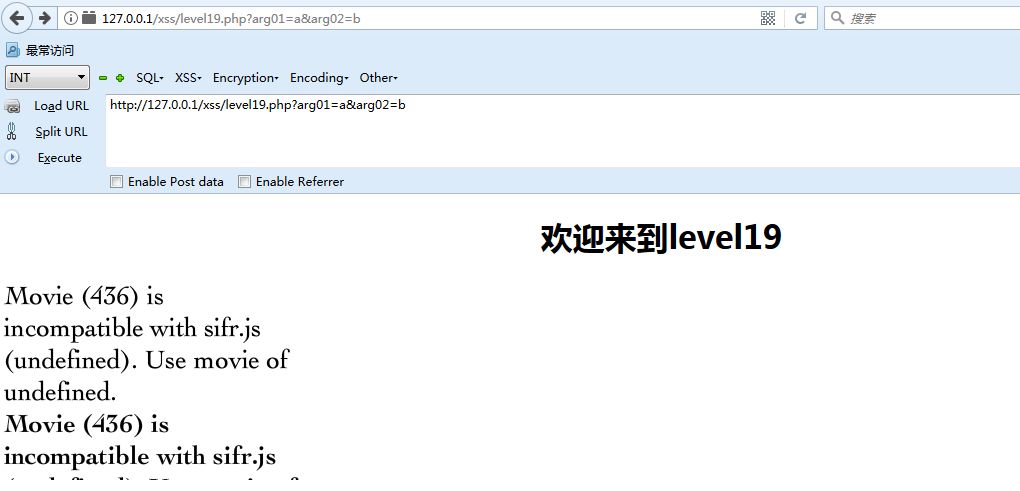 127.0.0.1/xss/level19.php?arg01=a&arg02=b
搜索
最常访问
INT SQL XSS Encryption Encoding Other
Load URL http://127.0.0.1/xss/level19.php?arg01=a&arg02=b
Split URL
Execute
Enable Post data Enable Referrer
欢迎来到level19
Movie (436) is
incompatible with sifr.js
(undefined). Use movie of
undefined.
Movie (436) is
incompatible with sifr.js